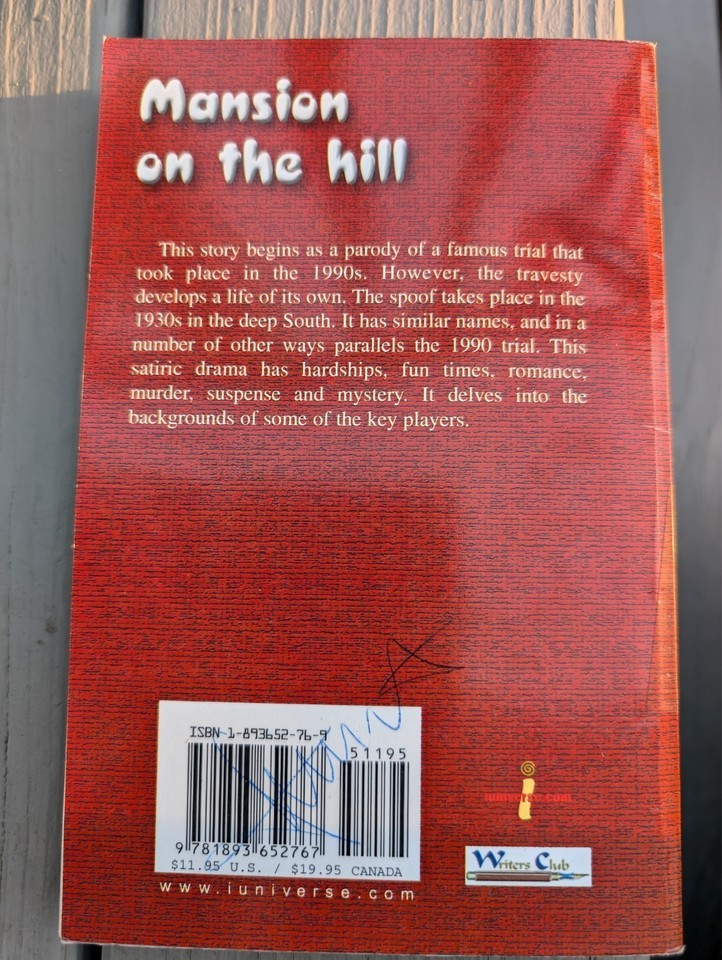 Mansion
on the hill
This story begins as a parody of a famous trial that
took place in the 1990s. However, the travesty
develops a life of its own. The spoof takes place in the
1930s in the deep South. It has similar names, and in a
number of other ways parallels the 1990 trial. This
satiric drama has hardships, fun times, romance,
murder, suspense and mystery. It delves into the
backgrounds of some of the key players.
ISBN 1-893652-76-9
51195
9 781893 652767
$11.95 U.S. / $19.95 CANADA
www.iuniverse.com
iuniverse.com
Writers Club